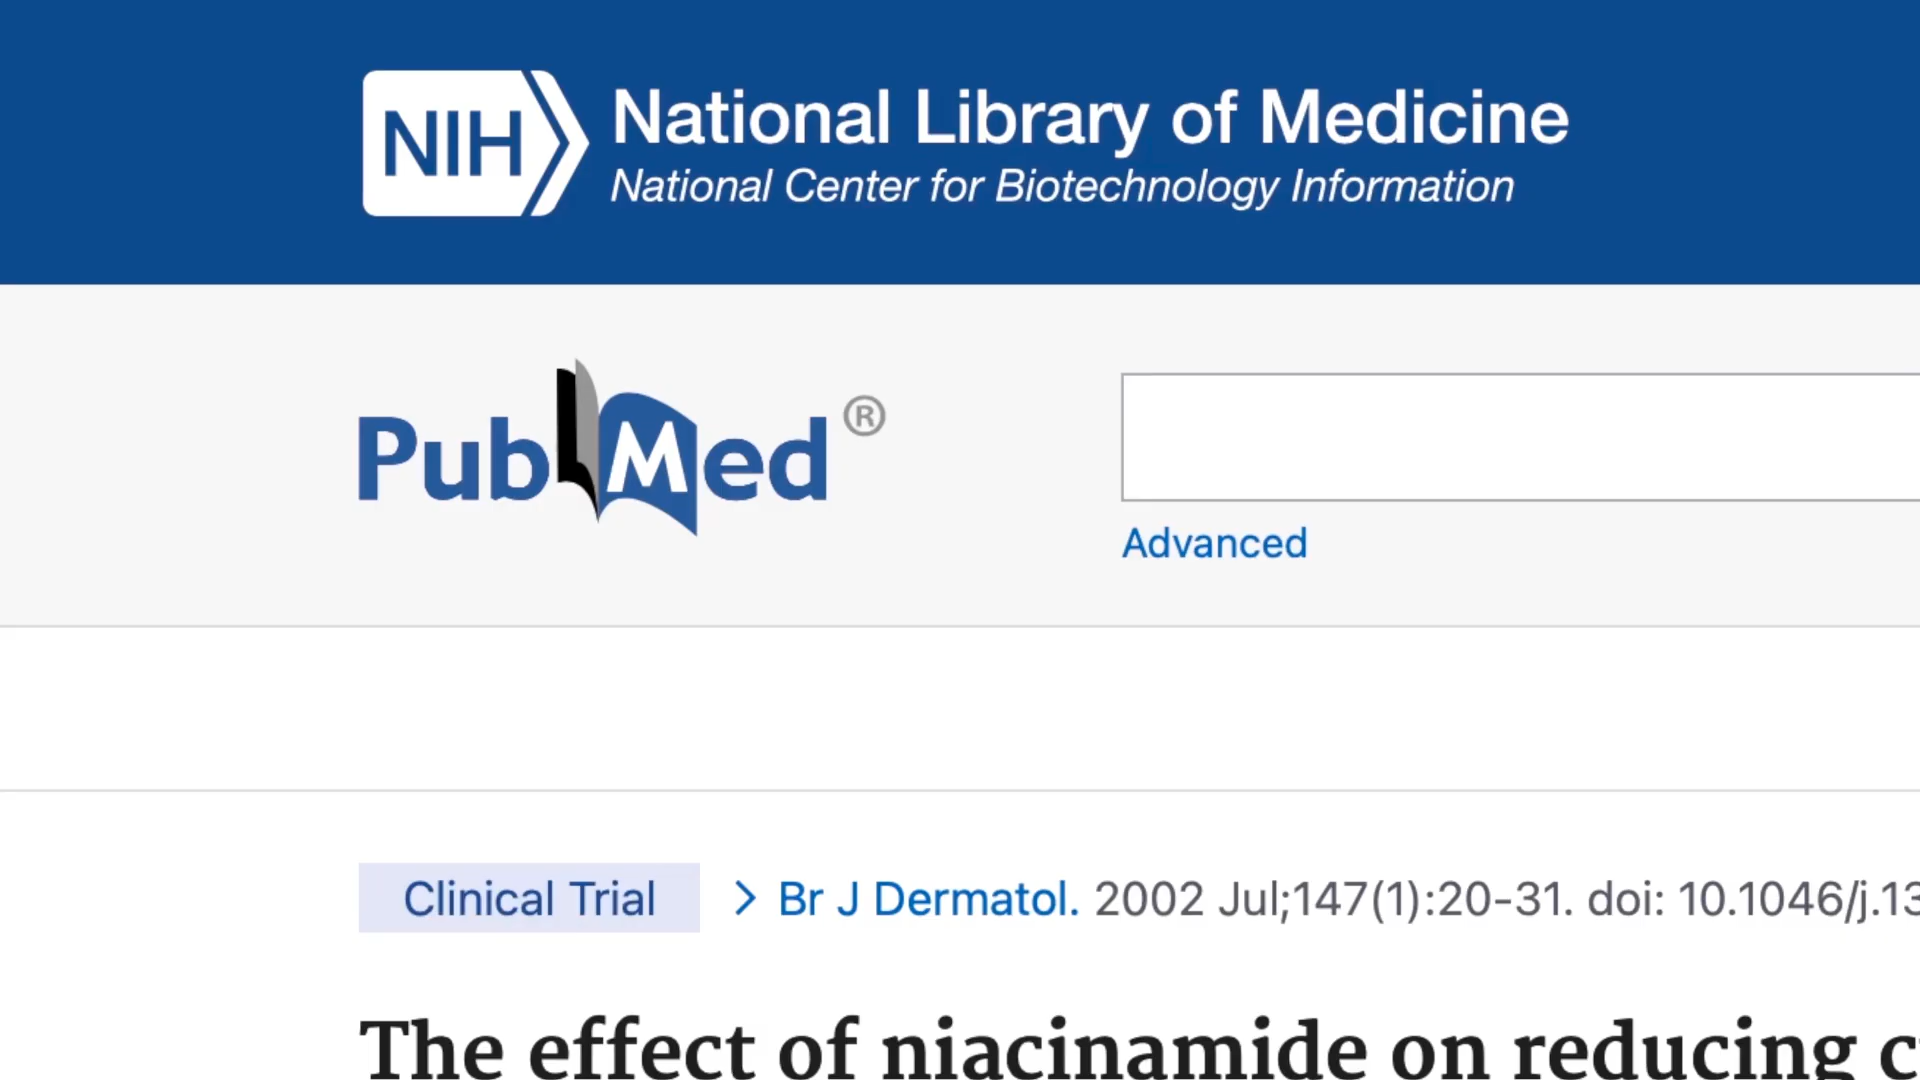 NIH National Library of Medicine
National Center for Biotechnology Information
PubMed®
Advanced
Clinical Trial > Br J Dermatol. 2002 Jul;147(1):20-31. doi: 10.1046/j.13
The effect of niacinamide on reducing